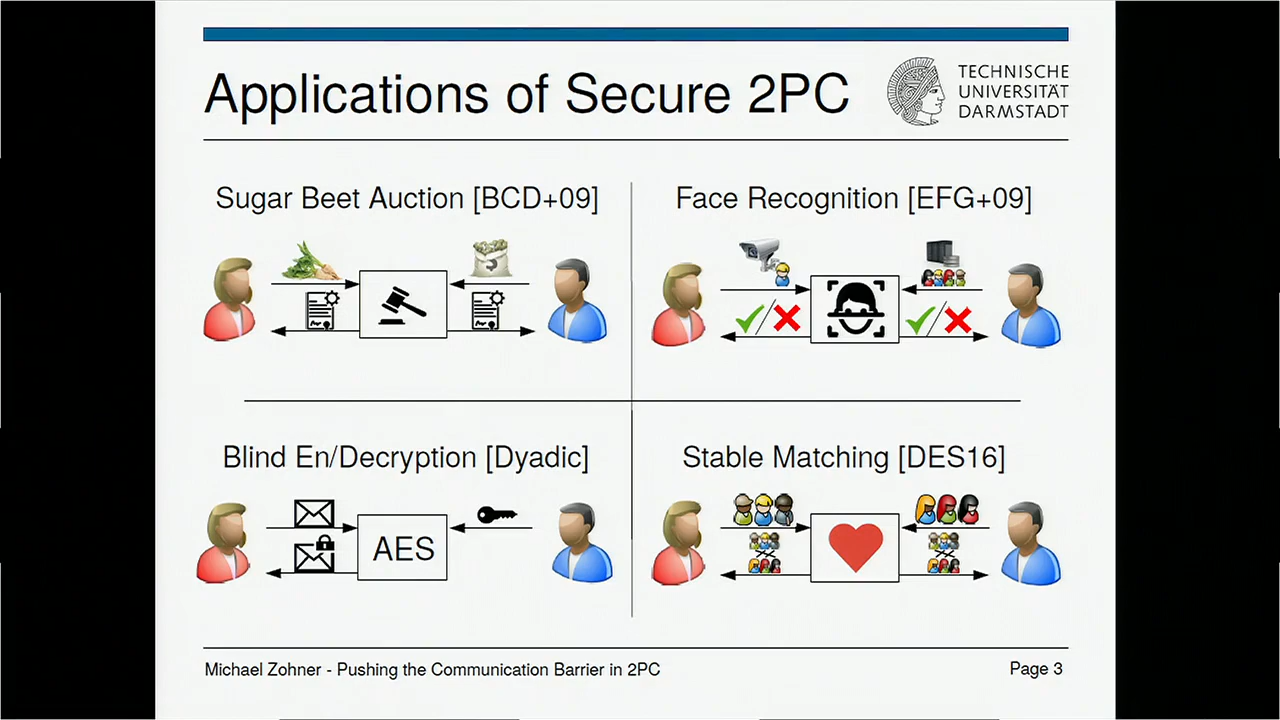 Applications of Secure 2PC
TECHNISCHE
UNIVERSITÄT
DARMSTADT
Sugar Beet Auction [BCD+09]
Face Recognition [EFG+09]
$
Blind En/Decryption [Dyadic]
Stable Matching [DES16]
AES
Michael Zohner - Pushing the Communication Barrier in 2PC
Page 3